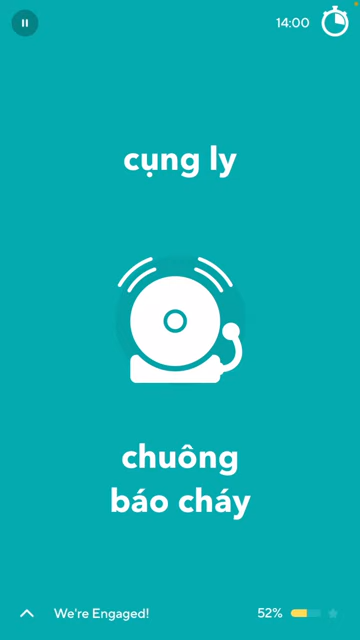 14:00
cụng ly
chuông
báo cháy
We're Engaged!
52%